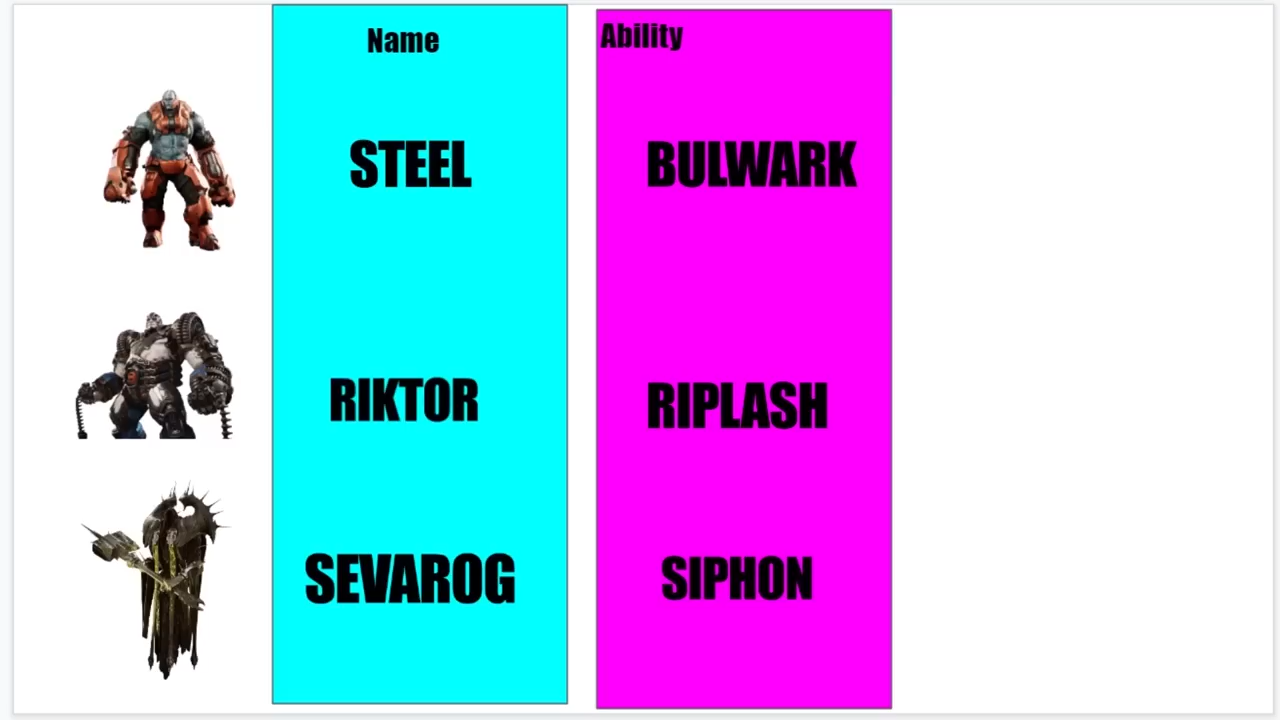 Name
Ability
STEEL
BULWARK
RIKTOR
RIPLASH
SEVAROG
SIPHON